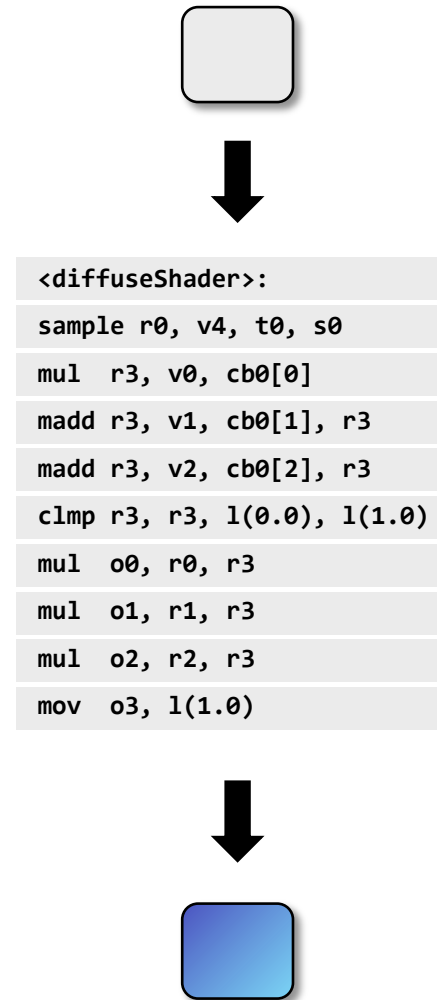 <diffuseShader>:
sample r0, v4, t0, s0
mul  r3, v0, cb0[0]
madd r3, v1, cb0[1], r3
madd r3, v2, cb0[2], r3
clmp r3, r3, l(0.0), l(1.0)
mul  o0, r0, r3
mul  o1, r1, r3
mul  o2, r2, r3
mov  o3, l(1.0)